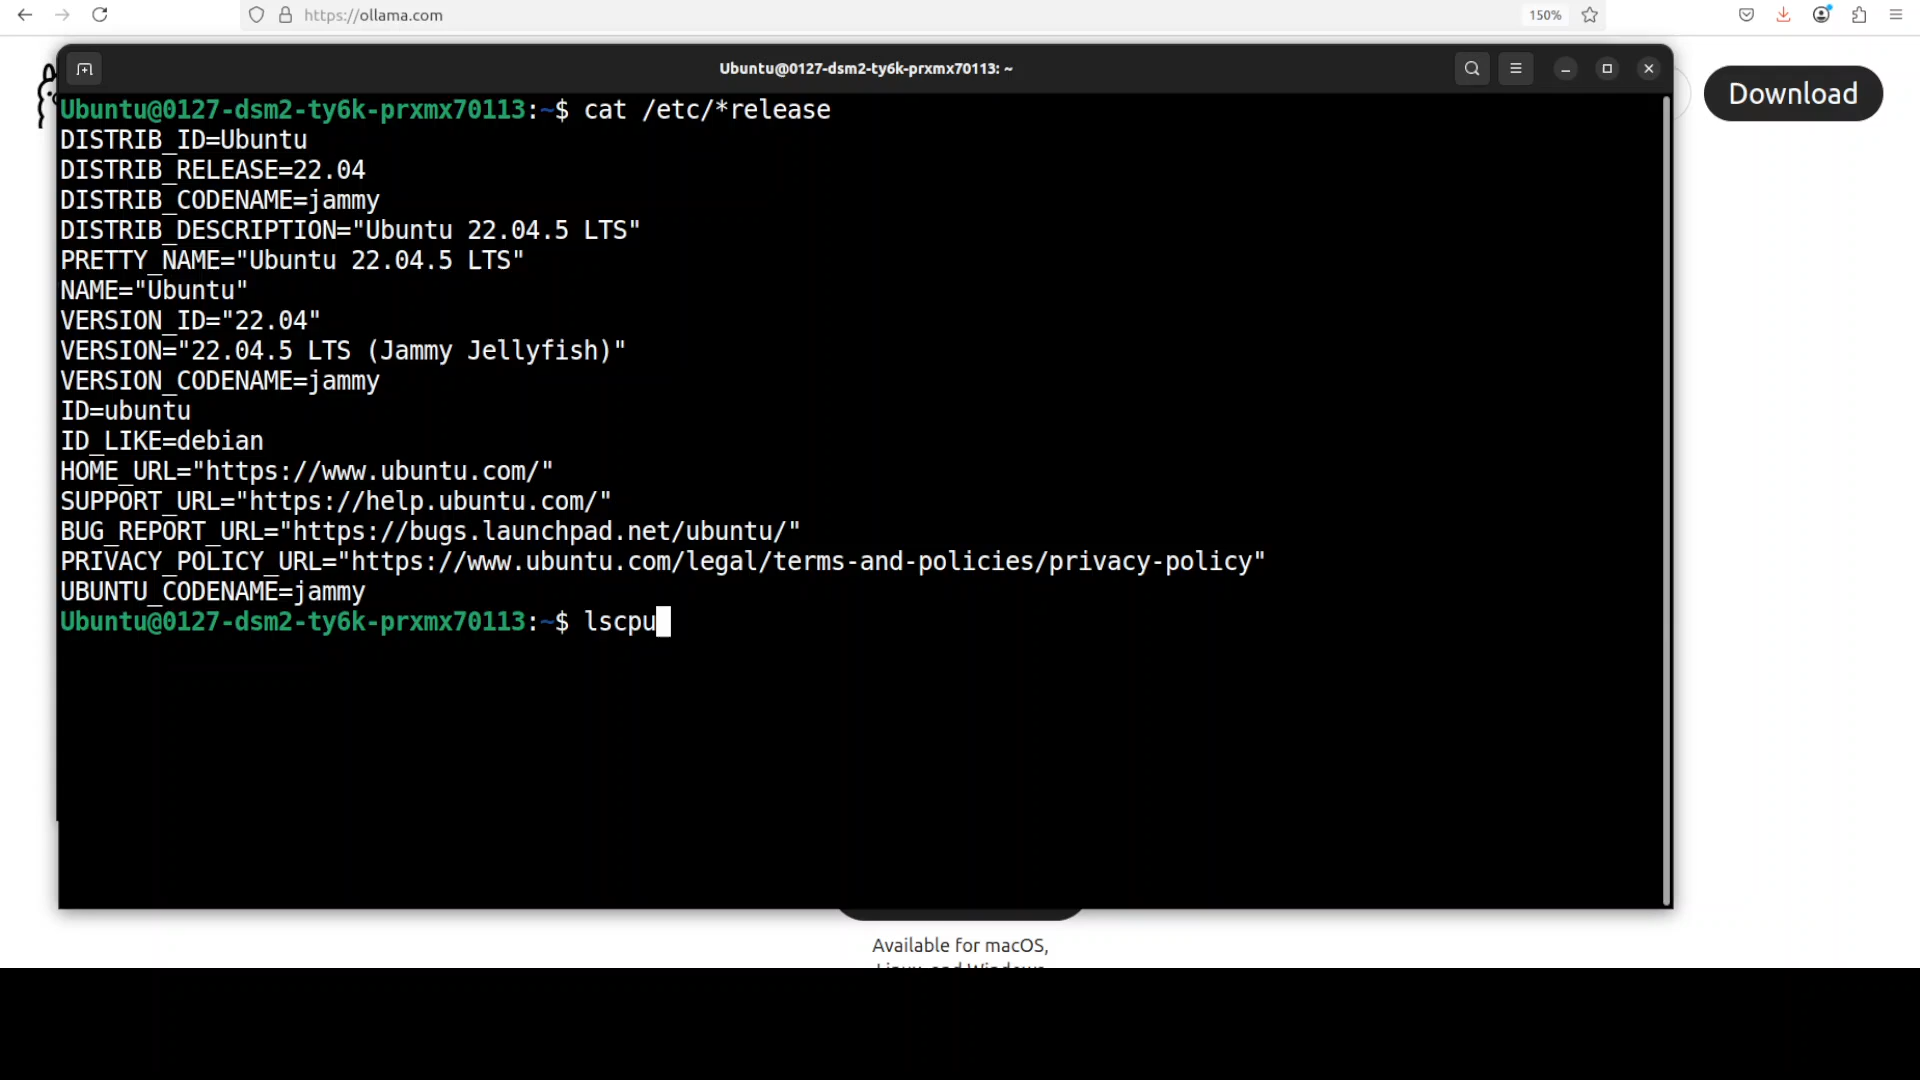 https://ollama.com
150%
Ubuntu@0127-dsm2-ty6k-prxmx70113: ~
Download
Ubuntu@0127-dsm2-ty6k-prxmx70113:~$ cat /etc/*release
DISTRIB_ID=Ubuntu
DISTRIB_RELEASE=22.04
DISTRIB_CODENAME=jammy
DISTRIB_DESCRIPTION="Ubuntu 22.04.5 LTS"
PRETTY_NAME="Ubuntu 22.04.5 LTS"
NAME="Ubuntu"
VERSION_ID="22.04"
VERSION="22.04.5 LTS (Jammy Jellyfish)"
VERSION_CODENAME=jammy
ID=ubuntu
ID_LIKE=debian
HOME_URL="https://www.ubuntu.com/"
SUPPORT_URL="https://help.ubuntu.com/"
BUG_REPORT_URL="https://bugs.launchpad.net/ubuntu/"
PRIVACY_POLICY_URL="https://www.ubuntu.com/legal/terms-and-policies/privacy-policy"
UBUNTU_CODENAME=jammy
Ubuntu@0127-dsm2-ty6k-prxmx70113:~$ lscpu
Available for macOS,
Linux, and Windows